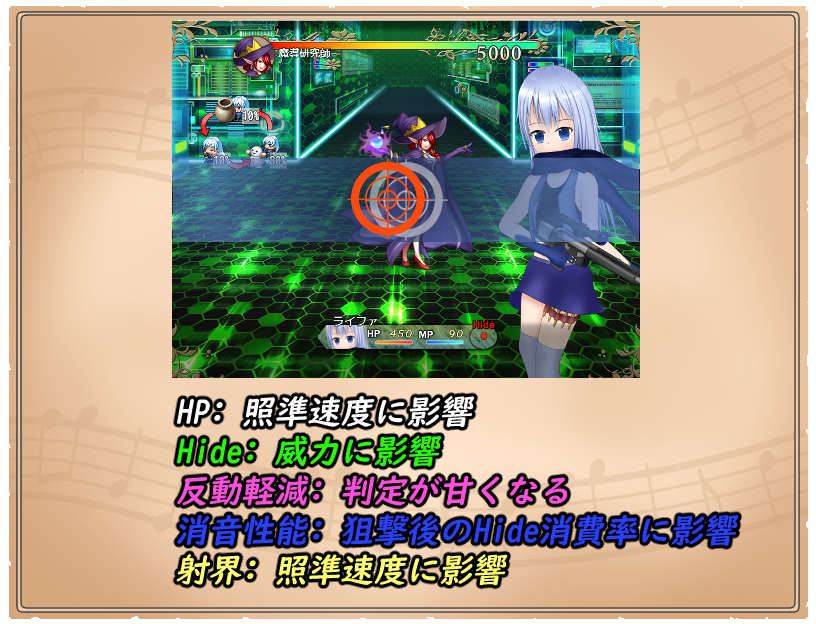 魔導研究師
5000
10%
10%
80%
ライファ
HP 450 MP 90
Hide
0
HP: 照準速度に影響
Hide: 威力に影響
反動軽減: 判定が甘くなる
消音性能: 狙撃後のHide消費率に影響
射界: 照準速度に影響